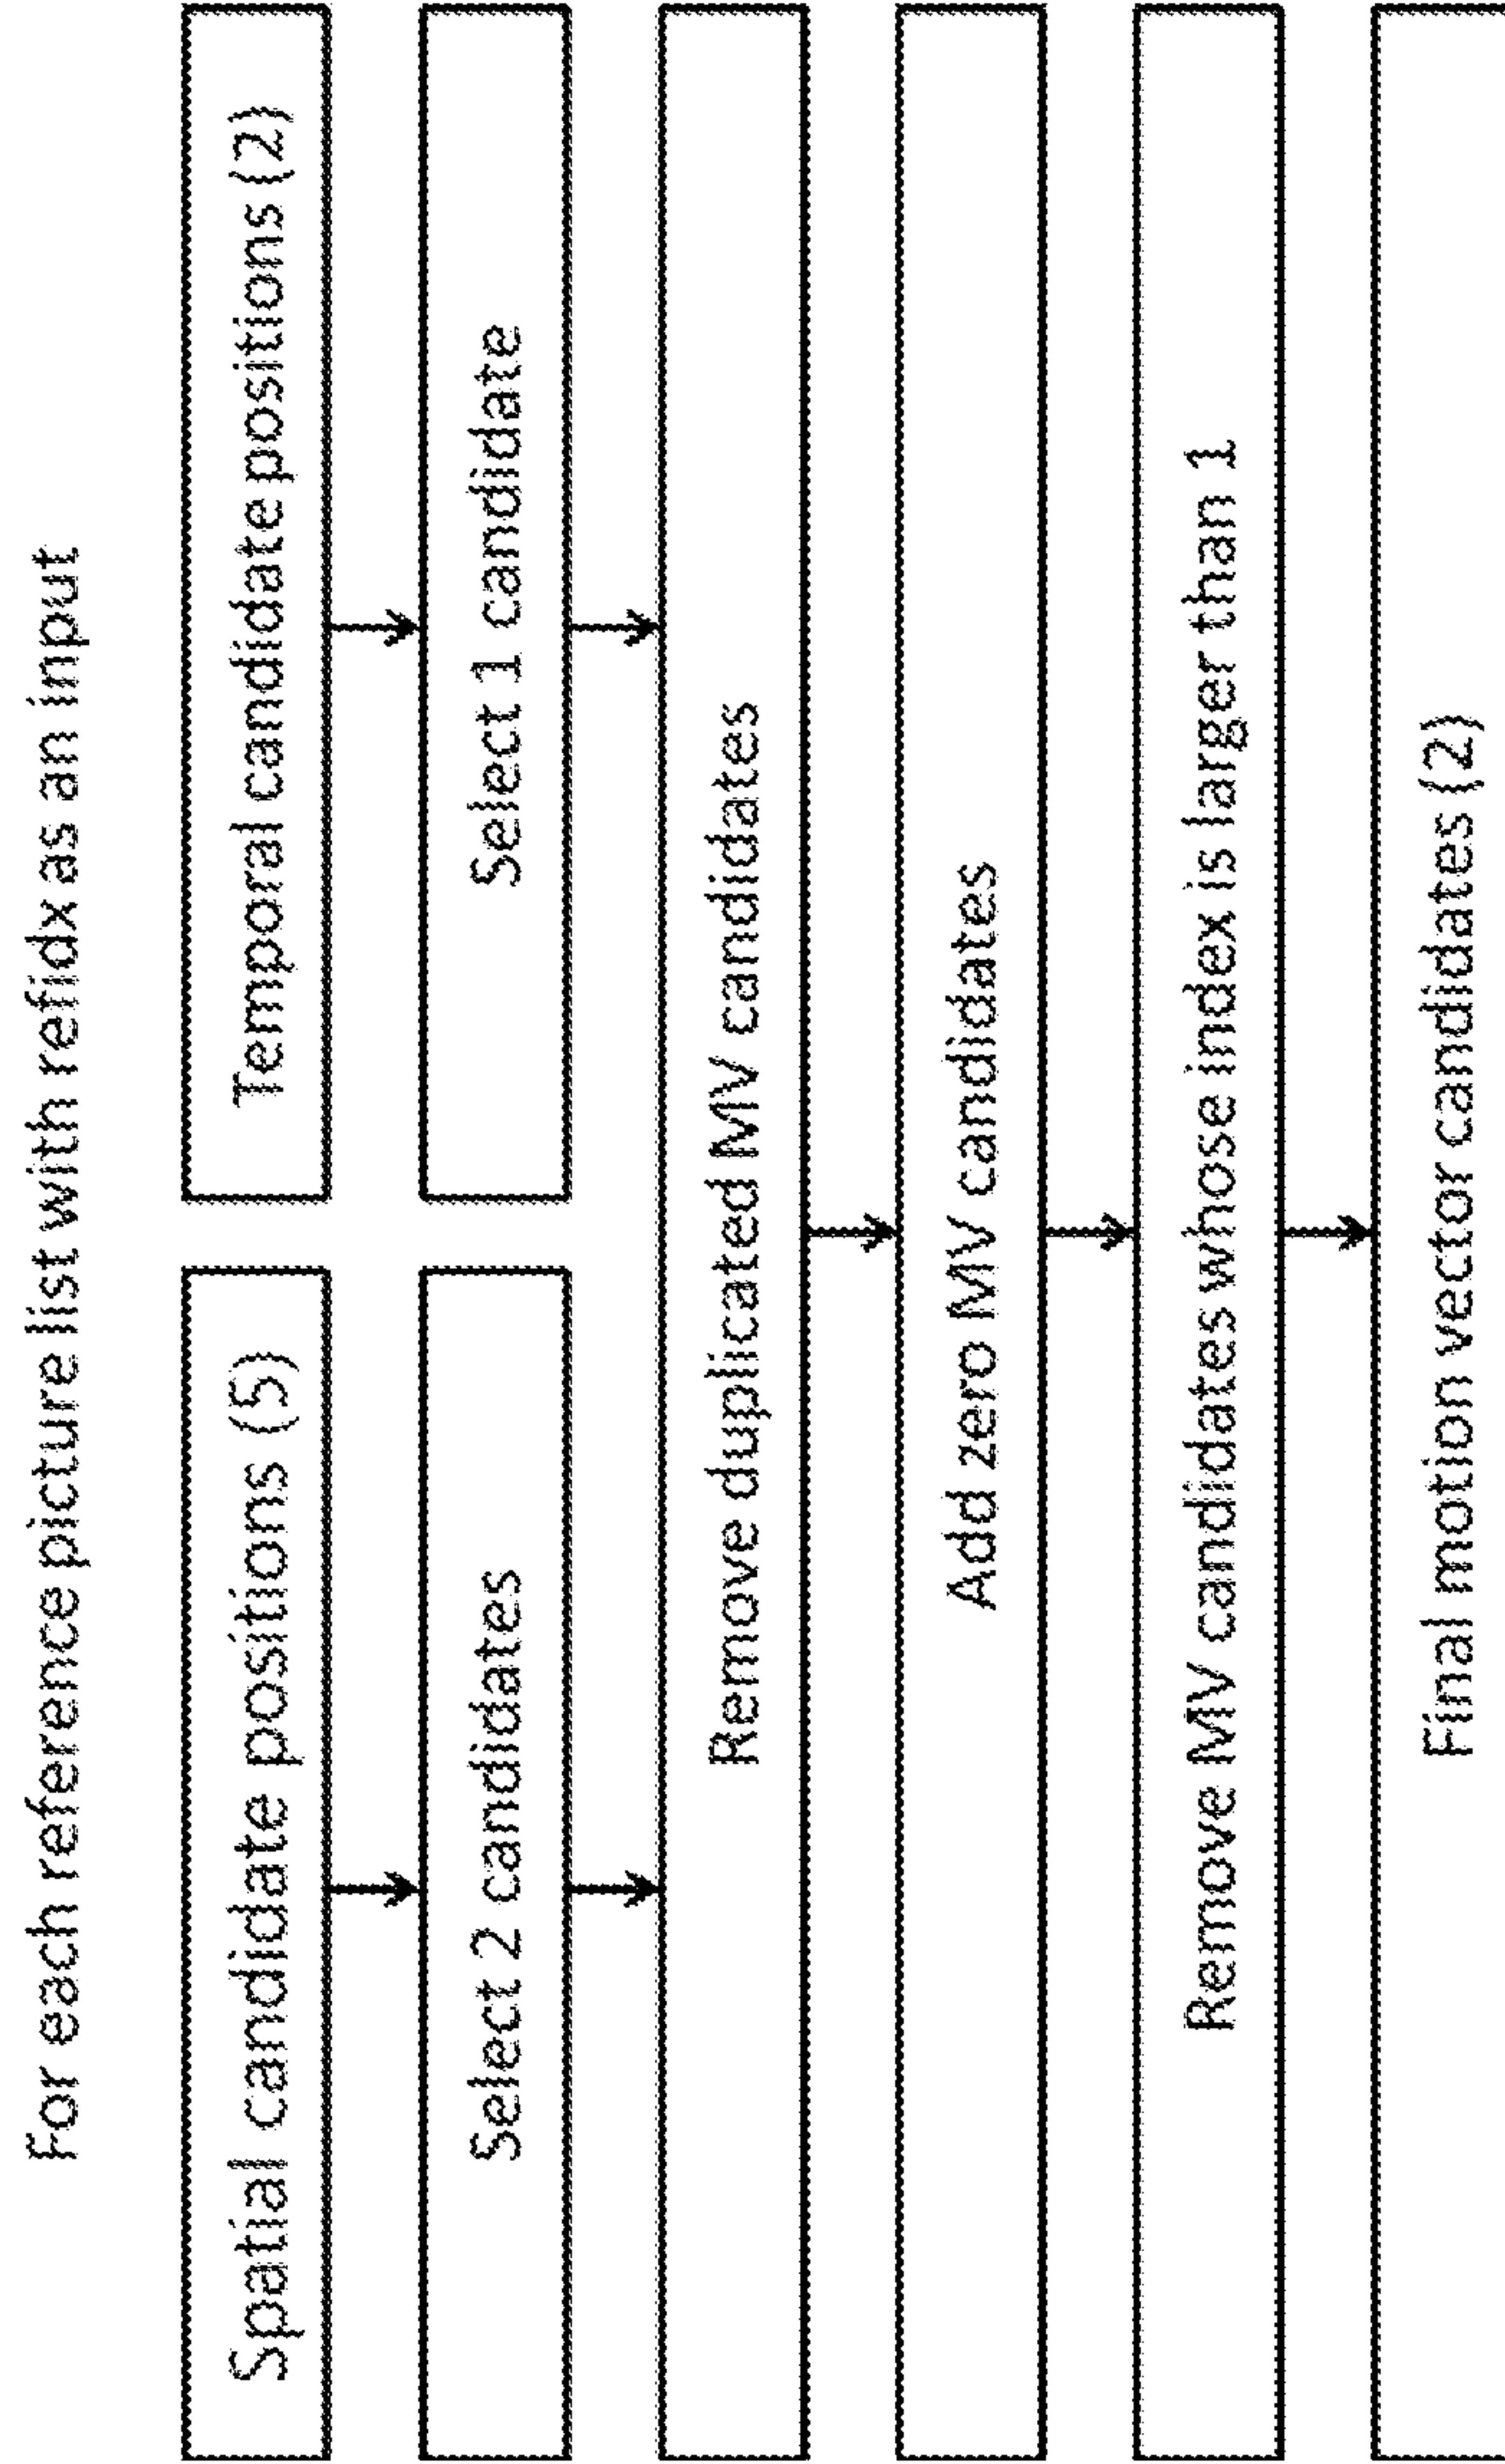 For each reference picture list with refidx as an input
Spatial candidate positions (5)
Temporal candidate positions (2)
Select 2 candidates
Select 1 candidate
Remove duplicated MV candidates
Add zero MV candidates
Remove MV candidates whose index is larger than 1
Final motion vector candidates (2)